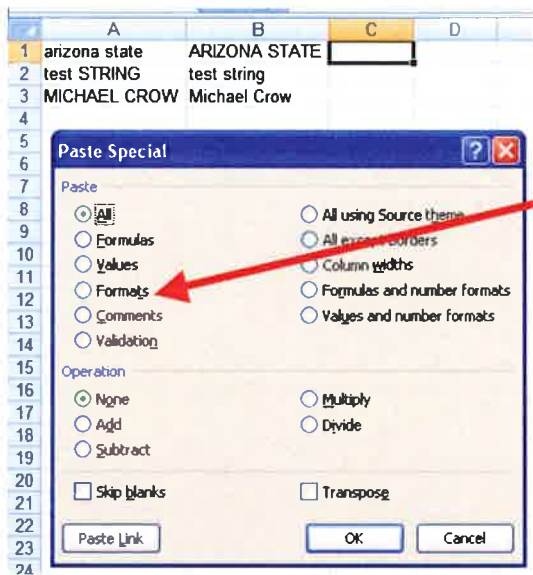 A B C D
1 arizona state ARIZONA STATE
2 test STRING test string
3 MICHAEL CROW Michael Crow
4
5
6
7
8
9
10
11
12
13
14
15
16
17
18
19
20
21
22
23
24
Paste Special
Paste
All All using Source theme
Formulas All except borders
Values Column widths
Formats Formulas and number formats
Comments Values and number formats
Validation
Operation
None Multiply
Add Divide
Subtract
Skip blanks Transpose
Paste Link OK Cancel